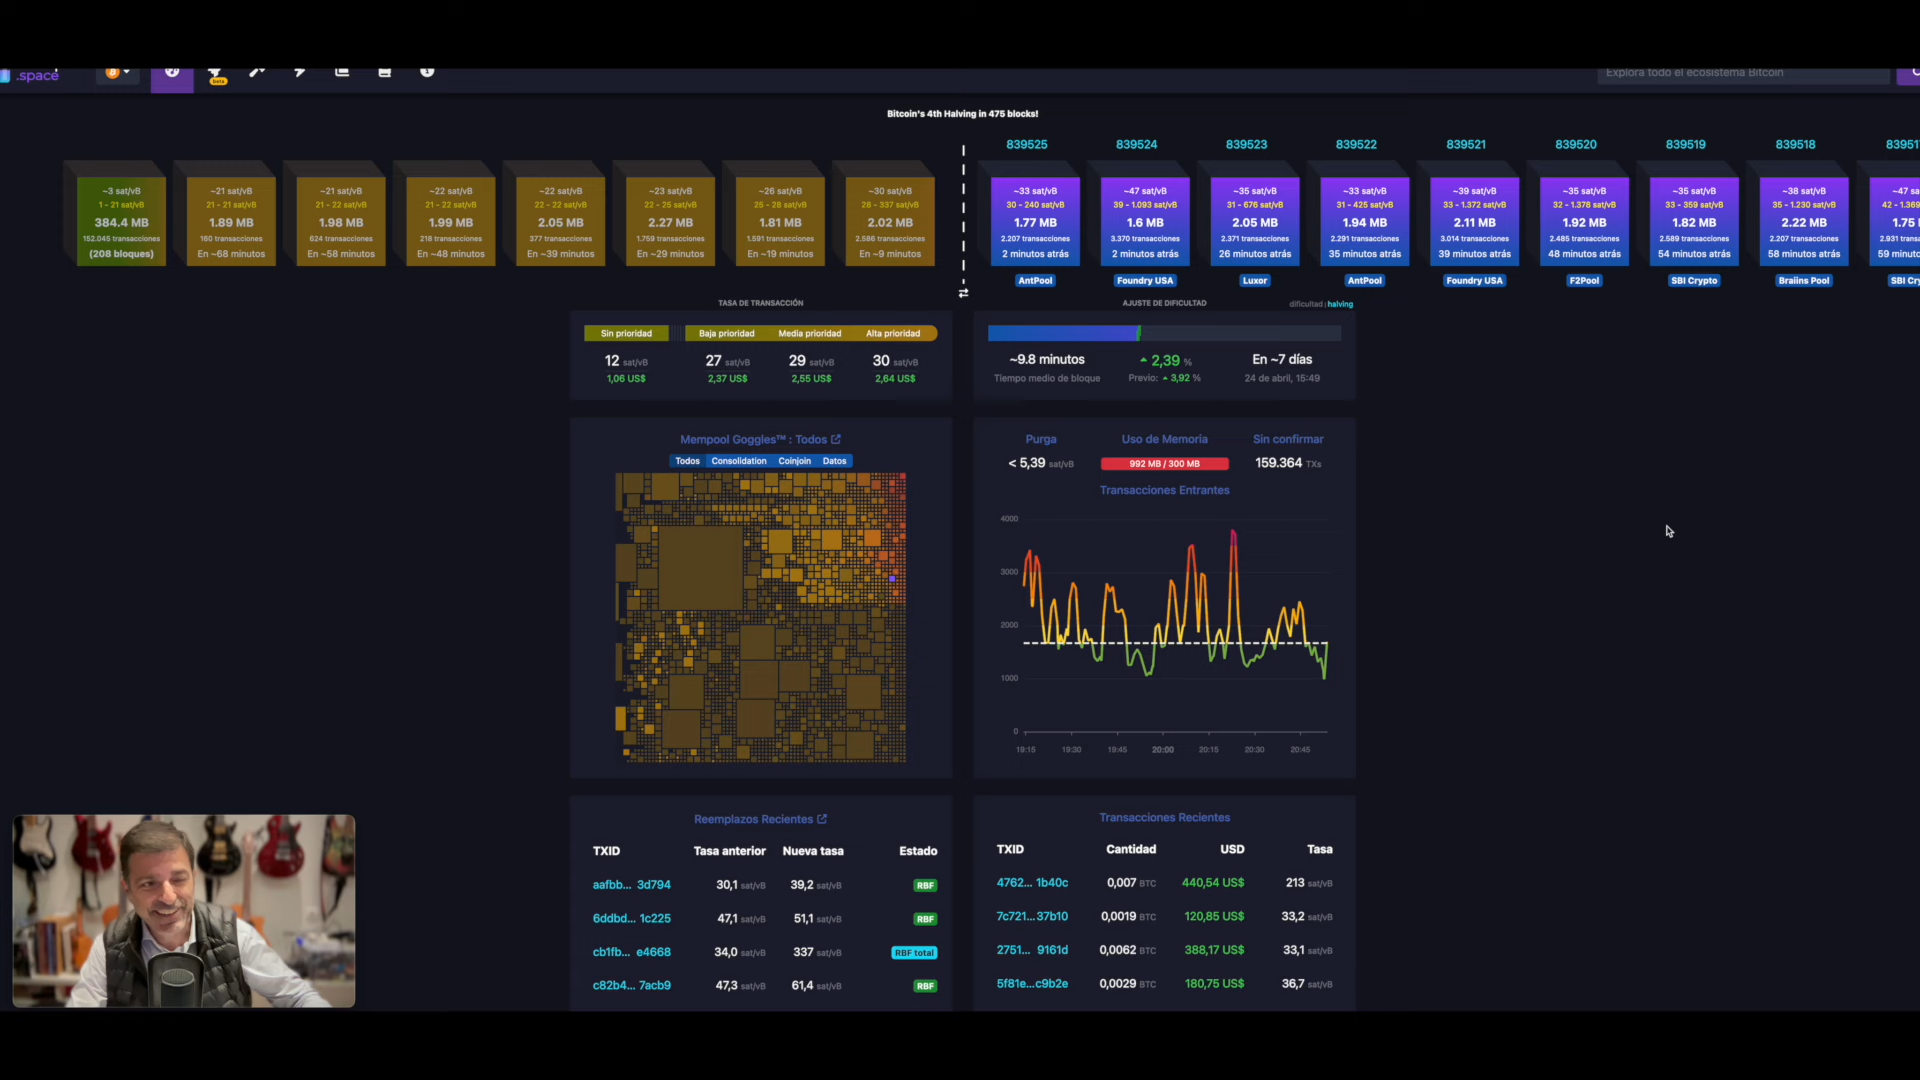 .space
beta
Explora todo el ecosistema Bitcoin
Bitcoin's 4th Halving in 475 blocks!
~3 sat/vB
1 - 21 sat/vB
384.4 MB
152.045 transacciones
(208 bloques)
~21 sat/vB
21 - 21 sat/vB
1.89 MB
160 transacciones
En ~68 minutos
~21 sat/vB
21 - 22 sat/vB
1.98 MB
624 transacciones
En ~58 minutos
~22 sat/vB
21 - 22 sat/vB
1.99 MB
218 transacciones
En ~48 minutos
~22 sat/vB
22 - 22 sat/vB
2.05 MB
377 transacciones
En ~39 minutos
~23 sat/vB
22 - 25 sat/vB
2.27 MB
1.759 transacciones
En ~29 minutos
~26 sat/vB
25 - 28 sat/vB
1.81 MB
1.591 transacciones
En ~19 minutos
~30 sat/vB
28 - 337 sat/vB
2.02 MB
2.586 transacciones
En ~9 minutos
839525
~33 sat/vB
30 - 240 sat/vB
1.77 MB
2.207 transacciones
2 minutos atrás
AntPool
839524
~47 sat/vB
39 - 1.093 sat/vB
1.6 MB
3.370 transacciones
2 minutos atrás
Foundry USA
839523
~35 sat/vB
31 - 676 sat/vB
2.05 MB
2.371 transacciones
26 minutos atrás
Luxor
839522
~33 sat/vB
31 - 425 sat/vB
1.94 MB
2.291 transacciones
35 minutos atrás
AntPool
839521
~39 sat/vB
33 - 1.372 sat/vB
2.11 MB
3.014 transacciones
39 minutos atrás
Foundry USA
839520
~35 sat/vB
32 - 1.378 sat/vB
1.92 MB
2.485 transacciones
48 minutos atrás
F2Pool
839519
~35 sat/vB
33 - 359 sat/vB
1.82 MB
2.589 transacciones
54 minutos atrás
SBI Crypto
839518
~38 sat/vB
35 - 1.230 sat/vB
2.22 MB
2.207 transacciones
58 minutos atrás
Braiins Pool
83951
~47 sa
42 - 1.369
1.75
2.931 trans
59 minuto
SBI Cry
TASA DE TRANSACCIÓN
Sin prioridad Baja prioridad Media prioridad Alta prioridad
12 sat/vB 27 sat/vB 29 sat/vB 30 sat/vB
1,06 US$ 2,37 US$ 2,55 US$ 2,64 US$
AJUSTE DE DIFICULTAD
dificultad | halving
~9.8 minutos 2,39 % En ~7 días
Tiempo medio de bloque Previo: 3,92 % 24 de abril, 15:49
Mempool Goggles™ : Todos
Todos Consolidation Coinjoin Datos
Purga Uso de Memoria Sin confirmar
< 5,39 sat/vB 992 MB / 300 MB 159.364 TXs
Transacciones Entrantes
4000
3000
2000
1000
0
19:15 19:30 19:45 20:00 20:15 20:30 20:45
Reemplazos Recientes
TXID Tasa anterior Nueva tasa Estado
aafbb... 3d794 30,1 sat/vB 39,2 sat/vB RBF
6ddbd... 1c225 47,1 sat/vB 51,1 sat/vB RBF
cb1fb... e4668 34,0 sat/vB 337 sat/vB RBF total
c82b4... 7acb9 47,3 sat/vB 61,4 sat/vB RBF
Transacciones Recientes
TXID Cantidad USD Tasa
4762... 1b40c 0,007 BTC 440,54 US$ 213 sat/vB
7c721... 37b10 0,0019 BTC 120,85 US$ 33,2 sat/vB
2751... 9161d 0,0062 BTC 388,17 US$ 33,1 sat/vB
5f81e...c9b2e 0,0029 BTC 180,75 US$ 36,7 sat/vB